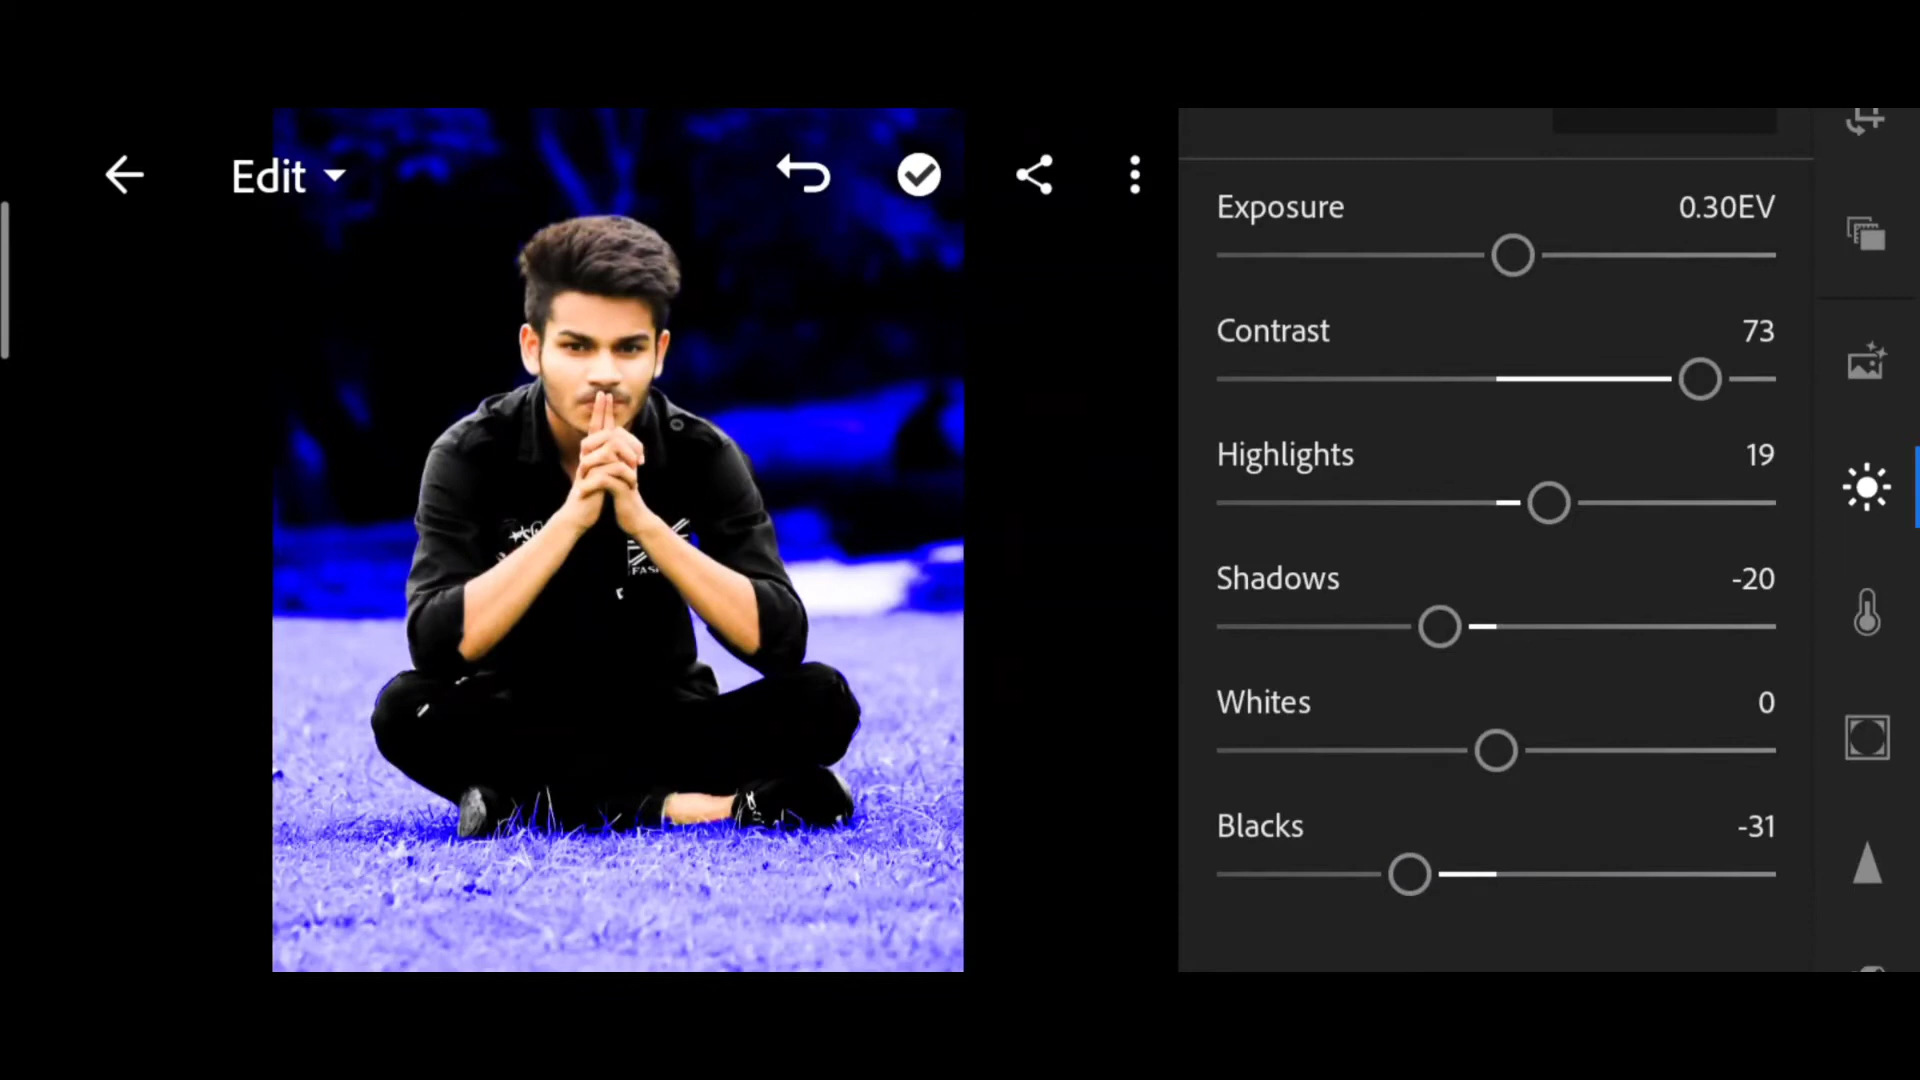 Edit
Exposure 0.30EV
Contrast 73
Highlights 19
Shadows -20
Whites 0
Blacks -31